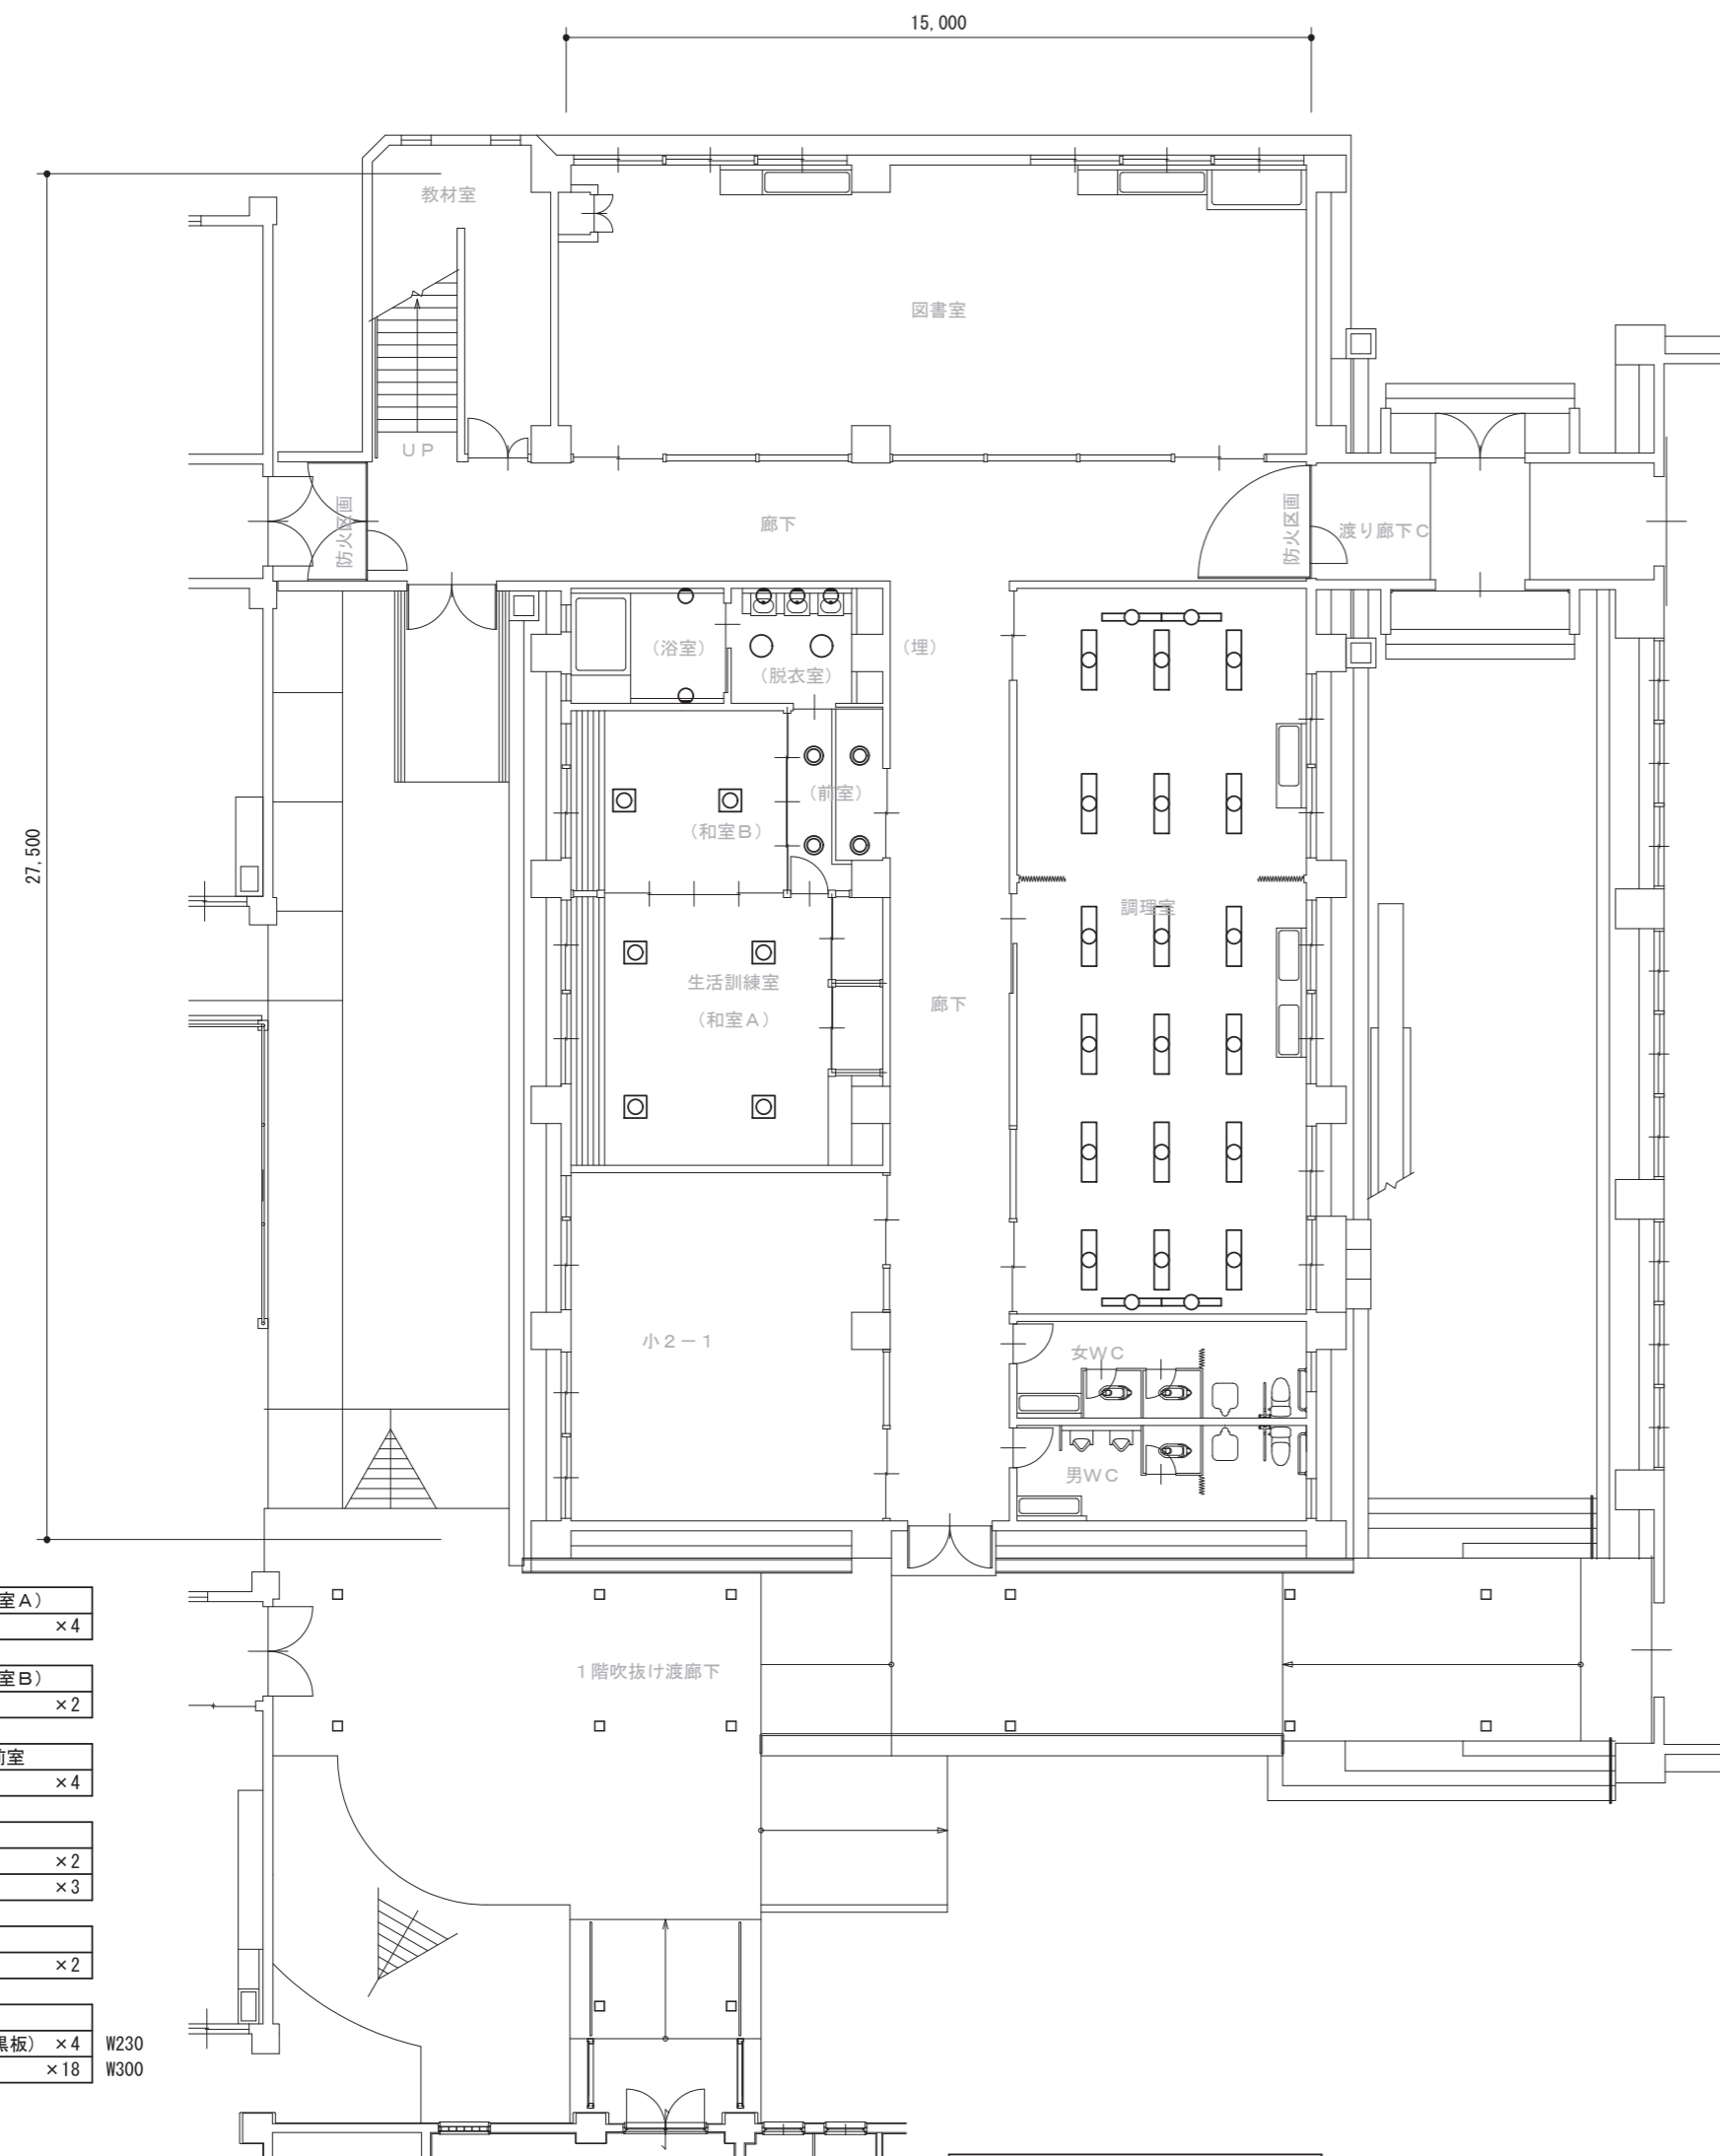 15,000
27,500
教材室
図書室
UP
防火区画
廊下
防火区画
渡り廊下C
(浴室)
(脱衣室)
(埋)
(和室B)
(前室)
調理室
生活訓練室
(和室A)
廊下
小2-1
女WC
男WC
1階吹抜け渡廊下
室A)
×4
室B)
×2
前室
×4
×2
×3
×2
黒板) ×4 W230
×18 W300